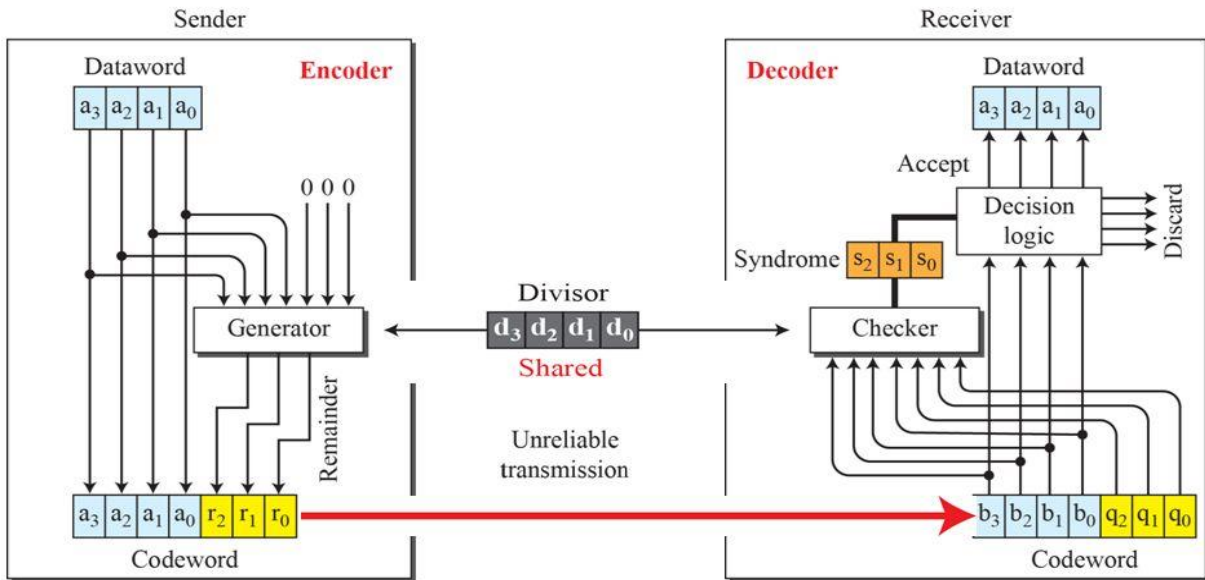 Sender
Receiver
Dataword
Encoder
a3 a2 a1 a0
0 0 0
Generator
Remainder
a3 a2 a1 a0 r2 r1 r0
Codeword
Divisor
d3 d2 d1 d0
Shared
Unreliable
transmission
Decoder
Dataword
a3 a2 a1 a0
Accept
Decision
logic
Discard
Syndrome
s2 s1 s0
Checker
b3 b2 b1 b0 q2 q1 q0
Codeword